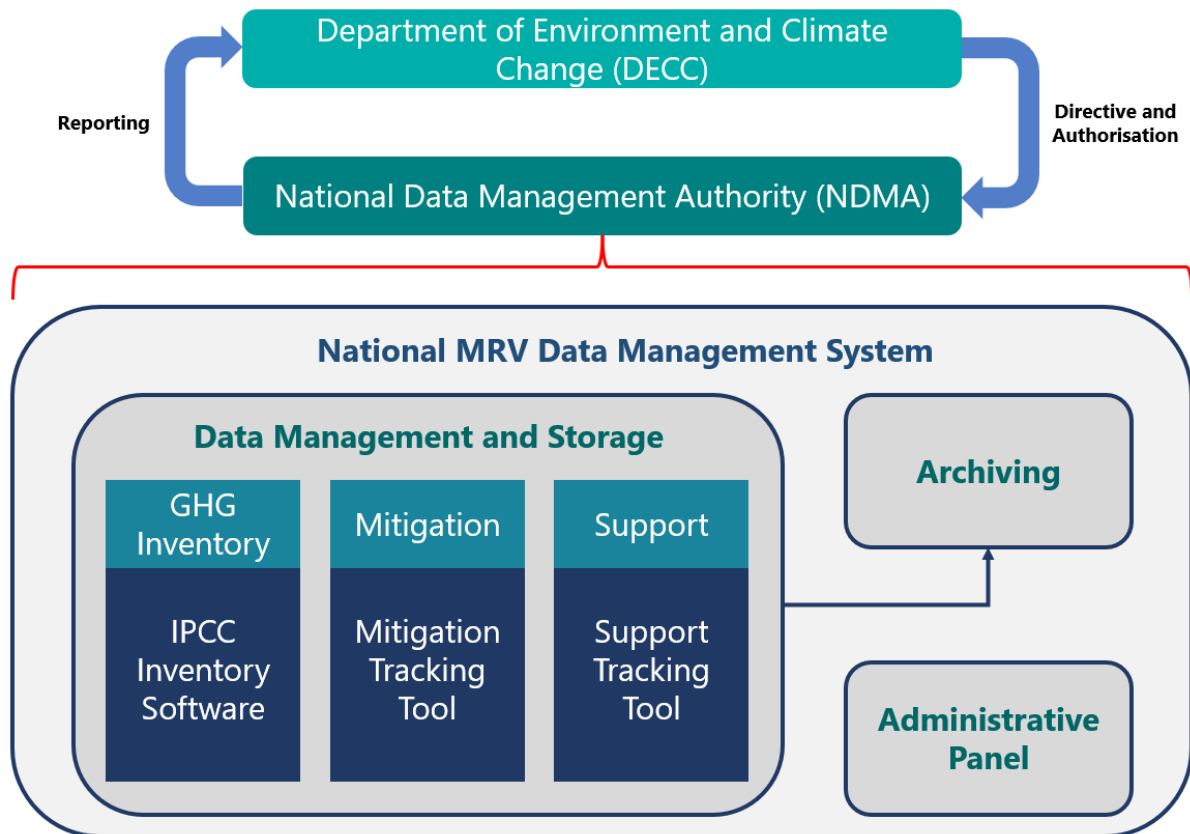 Department of Environment and Climate
Change (DECC)
Reporting
Directive and
Authorisation
National Data Management Authority (NDMA)
National MRV Data Management System
Data Management and Storage
GHG
Inventory
IPCC
Inventory
Software
Mitigation
Mitigation
Tracking
Tool
Support
Support
Tracking
Tool
Archiving
Administrative
Panel